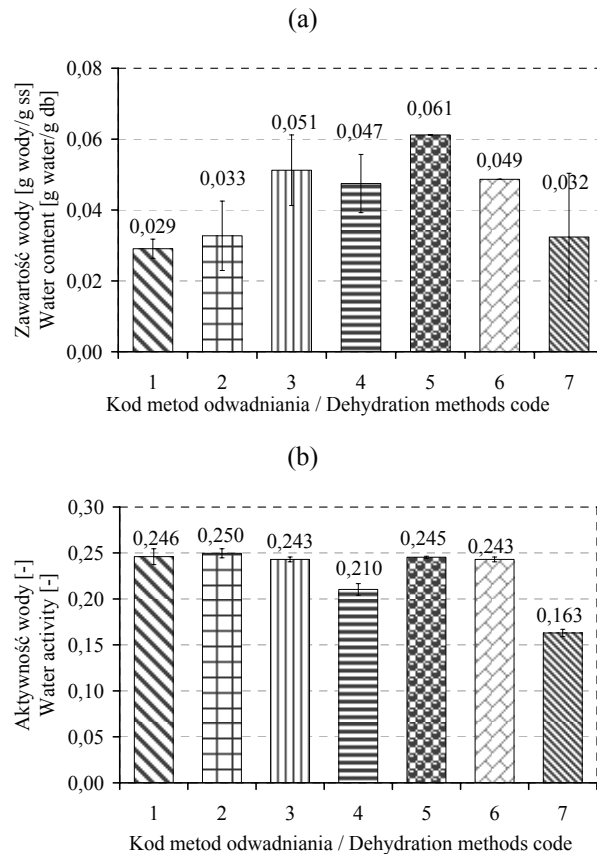 (a)
Zawartość wody [g wody/g ss]
Water content [g water/g db]
0,08
0,06
0,04
0,02
0,00
0,029
0,033
0,051
0,047
0,061
0,049
0,032
1 2 3 4 5 6 7
Kod metod odwadniania / Dehydration methods code
(b)
Aktywność wody [-]
Water activity [-]
0,30
0,25
0,20
0,15
0,10
0,05
0,00
0,246
0,250
0,243
0,210
0,245
0,243
0,163
1 2 3 4 5 6 7
Kod metod odwadniania / Dehydration methods code